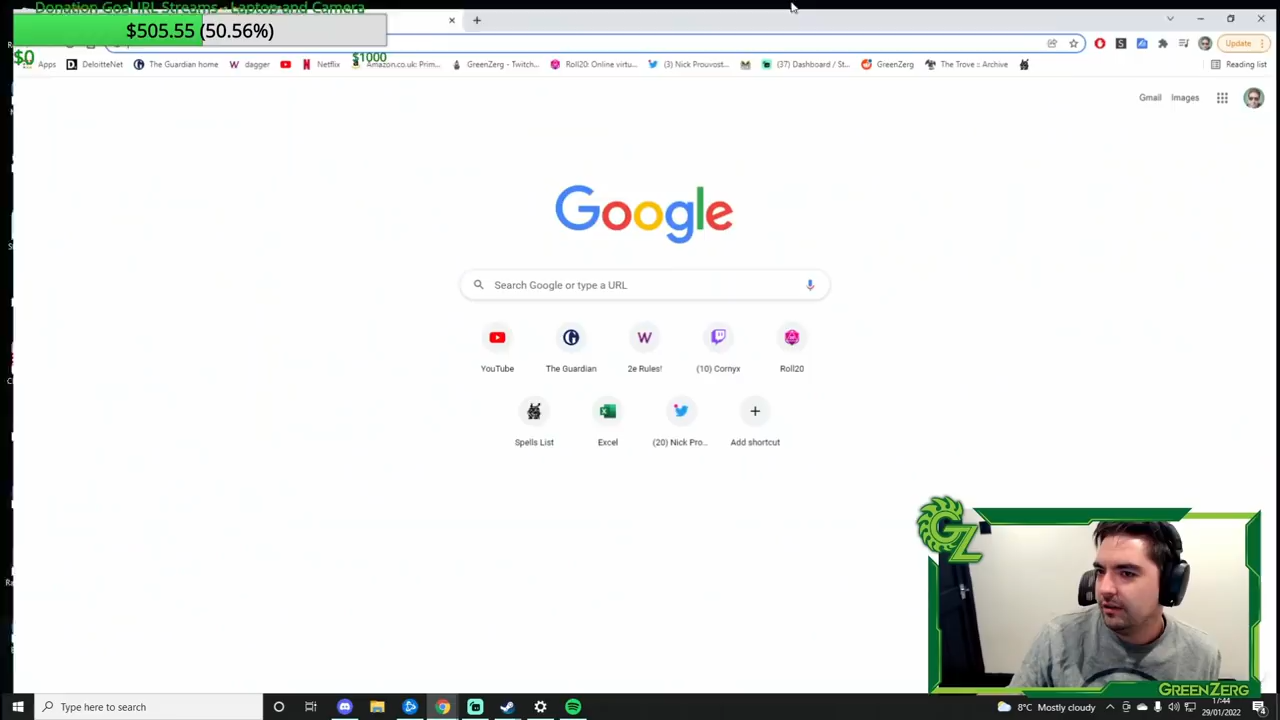 Donation Goal IRL Streams - Laptop and Camera
$505.55 (50.56%)
$0
$1000
Update
Apps
DeloitteNet
The Guardian home
dagger
Netflix
Amazon.co.uk: Prim...
GreenZerg - Twitch...
Roll20: Online virtu...
(3) Nick Prouvost...
(37) Dashboard / St...
GreenZerg
The Trove :: Archive
Reading list
Gmail
Images
Google
Search Google or type a URL
YouTube
The Guardian
2e Rules!
(10) Cornyx
Roll20
Spells List
Excel
(20) Nick Pro...
Add shortcut
GZ
GREENZERG
Type here to search
8°C Mostly cloudy
17:44
29/01/2022